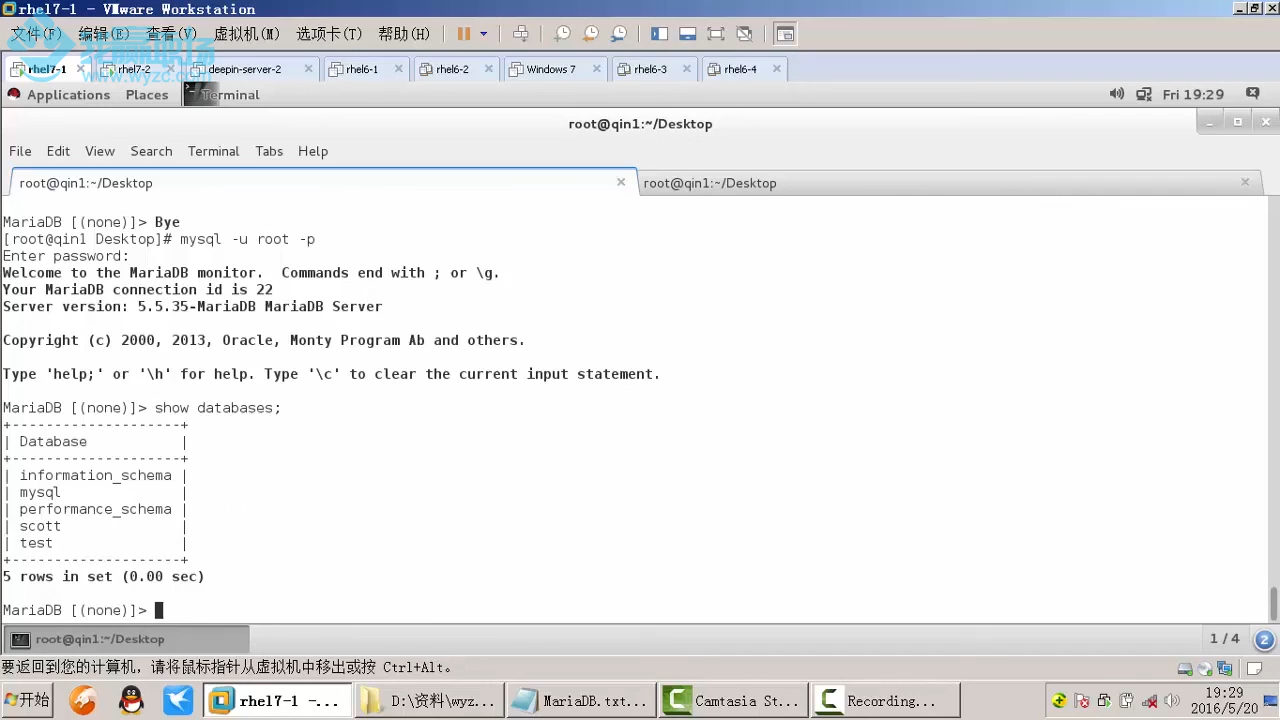 rhel7-1 - VMware Workstation
文件(F) 编辑(E) 查看(V) 虚拟机(M) 选项卡(T) 帮助(H)
www.wyzc.com
rhel7-1 rhel7-2 deepin-server-2 rhel6-1 rhel6-2 Windows 7 rhel6-3 rhel6-4
Applications Places Terminal Fri 19:29
root@qin1:~/Desktop
File Edit View Search Terminal Tabs Help
root@qin1:~/Desktop root@qin1:~/Desktop
MariaDB [(none)]> Bye
[root@qin1 Desktop]# mysql -u root -p
Enter password:
Welcome to the MariaDB monitor.  Commands end with ; or \g.
Your MariaDB connection id is 22
Server version: 5.5.35-MariaDB MariaDB Server
Copyright (c) 2000, 2013, Oracle, Monty Program Ab and others.
Type 'help;' or '\h' for help. Type '\c' to clear the current input statement.
MariaDB [(none)]> show databases;
+--------------------+
| Database           |
+--------------------+
| information_schema |
| mysql              |
| performance_schema |
| scott              |
| test               |
+--------------------+
5 rows in set (0.00 sec)
MariaDB [(none)]>
root@qin1:~/Desktop 1 / 4 2
要返回到您的计算机，请将鼠标指针从虚拟机中移出或按 Ctrl+Alt。
开始 rhel7-1 -... D:\资料\wyz... MariaDB.txt... Camtasia St... Recording... 19:29
2016/5/20